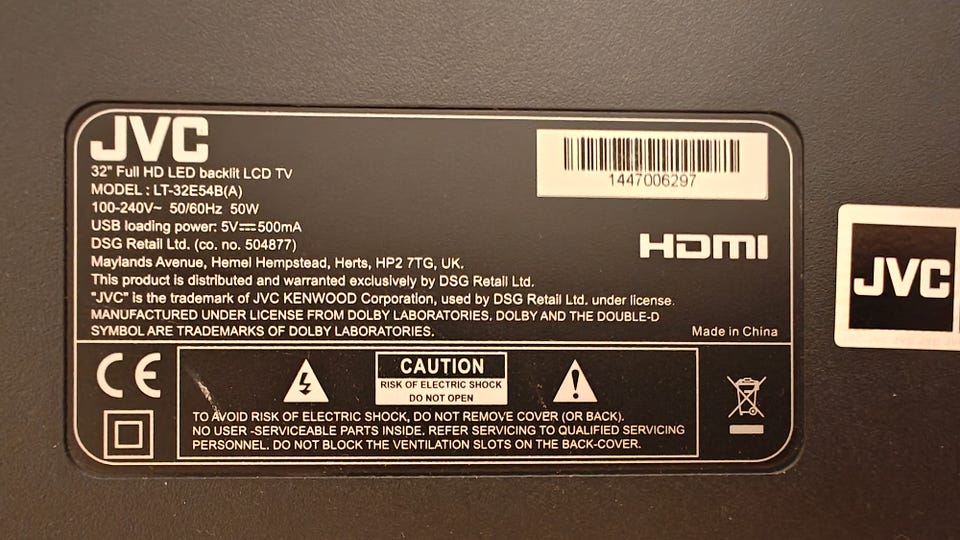 JVC
32" Full HD LED backlit LCD TV
MODEL : LT-32E54B(A)
100-240V~ 50/60Hz 50W
USB loading power: 5V⎓500mA
DSG Retail Ltd. (co. no. 504877)
Maylands Avenue, Hemel Hempstead, Herts, HP2 7TG, UK.
This product is distributed and warranted exclusively by DSG Retail Ltd.
"JVC" is the trademark of JVC KENWOOD Corporation, used by DSG Retail Ltd. under license.
MANUFACTURED UNDER LICENSE FROM DOLBY LABORATORIES. DOLBY AND THE DOUBLE-D
SYMBOL ARE TRADEMARKS OF DOLBY LABORATORIES.
1447006297
HDMI
Made in China
JVC
CE
CAUTION
RISK OF ELECTRIC SHOCK
DO NOT OPEN
TO AVOID RISK OF ELECTRIC SHOCK, DO NOT REMOVE COVER (OR BACK).
NO USER -SERVICEABLE PARTS INSIDE. REFER SERVICING TO QUALIFIED SERVICING
PERSONNEL. DO NOT BLOCK THE VENTILATION SLOTS ON THE BACK-COVER.